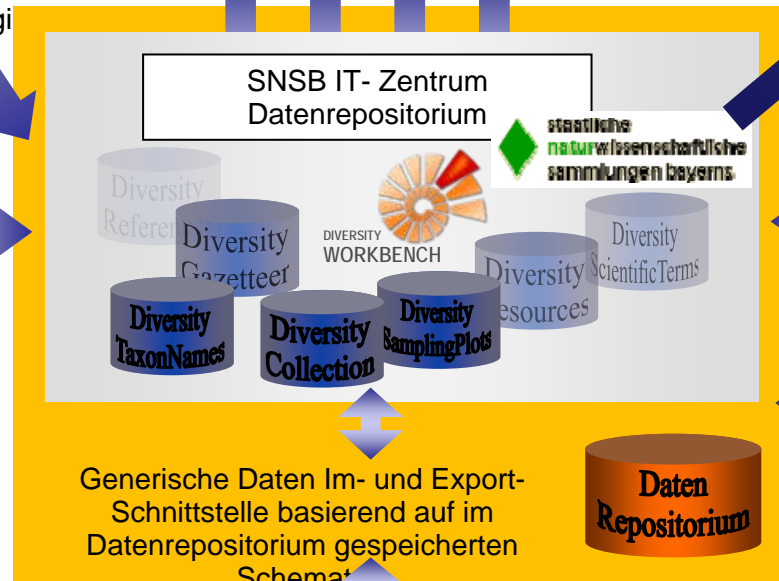 gi
SNSB IT- Zentrum
Datenrepositorium
staatliche
naturwissenschaftliche
sammlungen bayerns
Diversity
Diversity
Gazetteer
DIVERSITY
WORKBENCH
Diversity
Diversity
ScientificTerms
Diversity
TaxonNames
Diversity
Collection
Diversity
SamplingPlots
Generische Daten Im- und Export-
Schnittstelle basierend auf im
Datenrepositorium gespeicherten
Daten
Repositorium